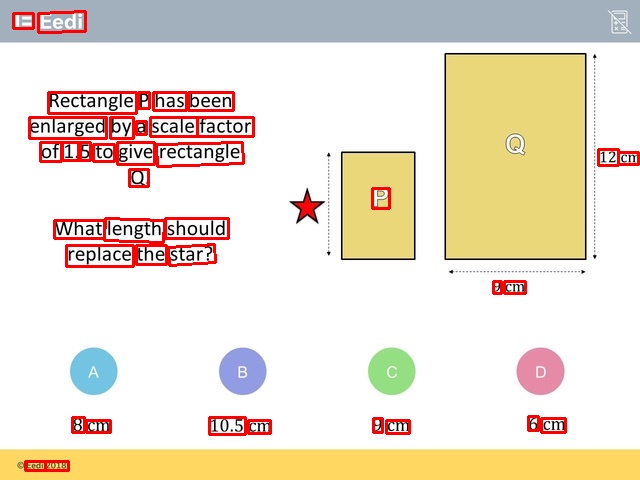 Eedi
Rectangle P has been
enlarged by a scale factor
of 1.5 to give rectangle
Q
What length should
replace the star?
P
Q
12 cm
9 cm
A
B
C
D
8 cm
10.5 cm
9 cm
6 cm
© Eedi 2018